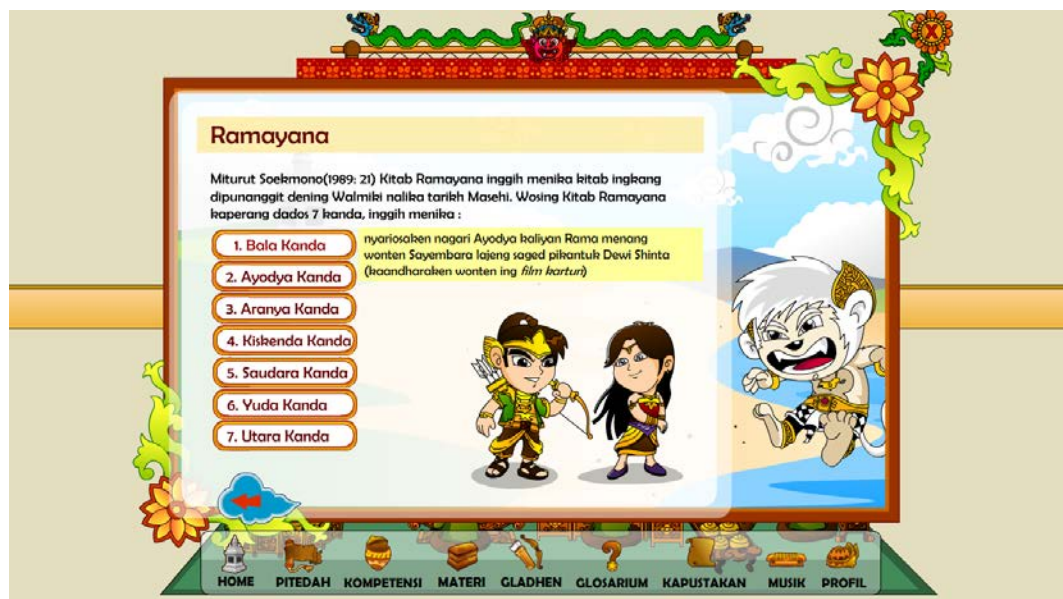 X
Ramayana
Miturut Soekmono(1989: 21) Kitab Ramayana inggih menika kitab ingkang
dipunanggit dening Walmiki nalika tarikh Masehi. Wosing Kitab Ramayana
kaperang dados 7 kanda, inggih menika :
1. Bala Kanda
2. Ayodya Kanda
3. Aranya Kanda
4. Kiskenda Kanda
5. Saudara Kanda
6. Yuda Kanda
7. Utara Kanda
nyariosaken nagari Ayodya kaliyan Rama menang
wonten Sayembara lajeng saged pikantuk Dewi Shinta
(kaandharaken wonten ing film kartun)
HOME PITEDAH KOMPETENSI MATERI GLADHEN GLOSARIUM KAPUSTAKAN MUSIK PROFIL